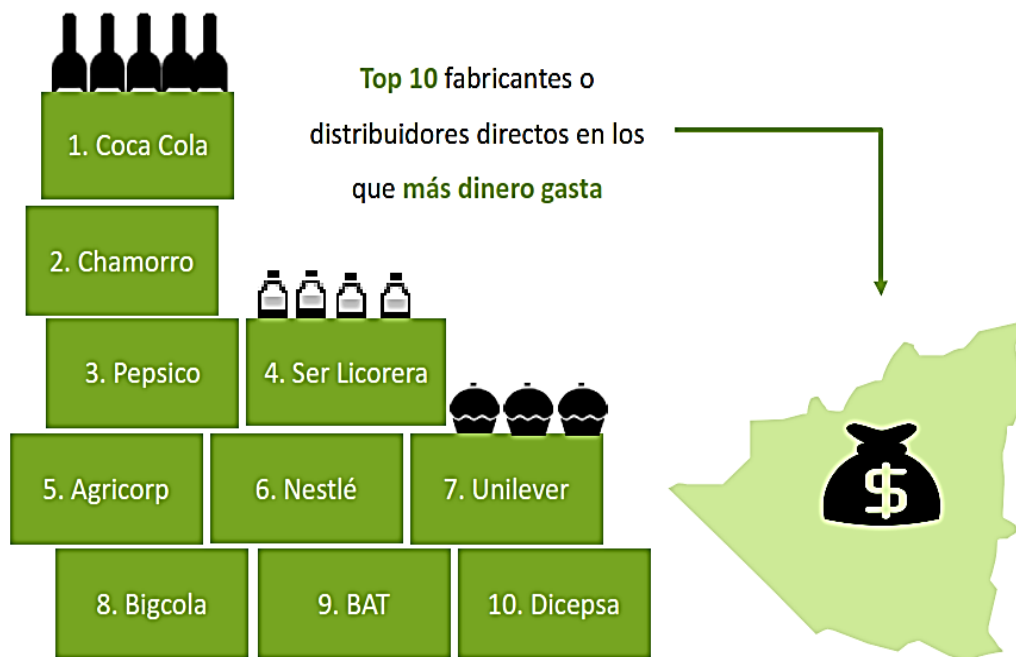 Top 10 fabricantes o
distribuidores directos en los
que más dinero gasta
1. Coca Cola
2. Chamorro
3. Pepsico
4. Ser Licorera
5. Agricorp
6. Nestlé
7. Unilever
8. Bigcola
9. BAT
10. Dicepsa
$